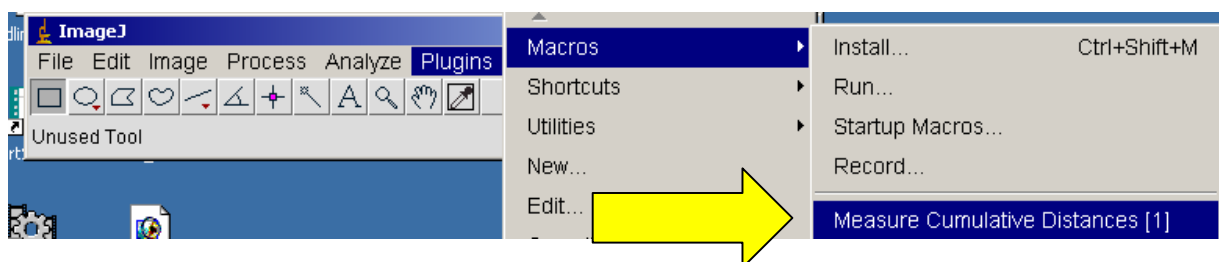 ImageJ
File Edit Image Process Analyze Plugins
A
Unused Tool
Macros
Shortcuts
Utilities
New...
Edit...
Install... Ctrl+Shift+M
Run...
Startup Macros...
Record...
Measure Cumulative Distances [1]